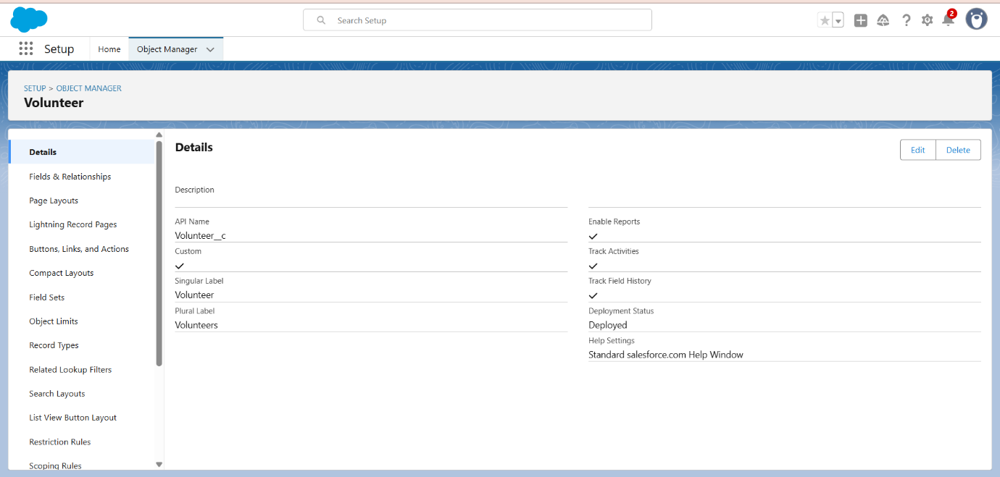 Search Setup
2
Setup
Home
Object Manager
SETUP > OBJECT MANAGER
Volunteer
Details
Fields & Relationships
Page Layouts
Lightning Record Pages
Buttons, Links, and Actions
Compact Layouts
Field Sets
Object Limits
Record Types
Related Lookup Filters
Search Layouts
List View Button Layout
Restriction Rules
Scoping Rules
Details
Edit
Delete
Description
API Name
Volunteer__c
Custom
Singular Label
Volunteer
Plural Label
Volunteers
Enable Reports
Track Activities
Track Field History
Deployment Status
Deployed
Help Settings
Standard salesforce.com Help Window